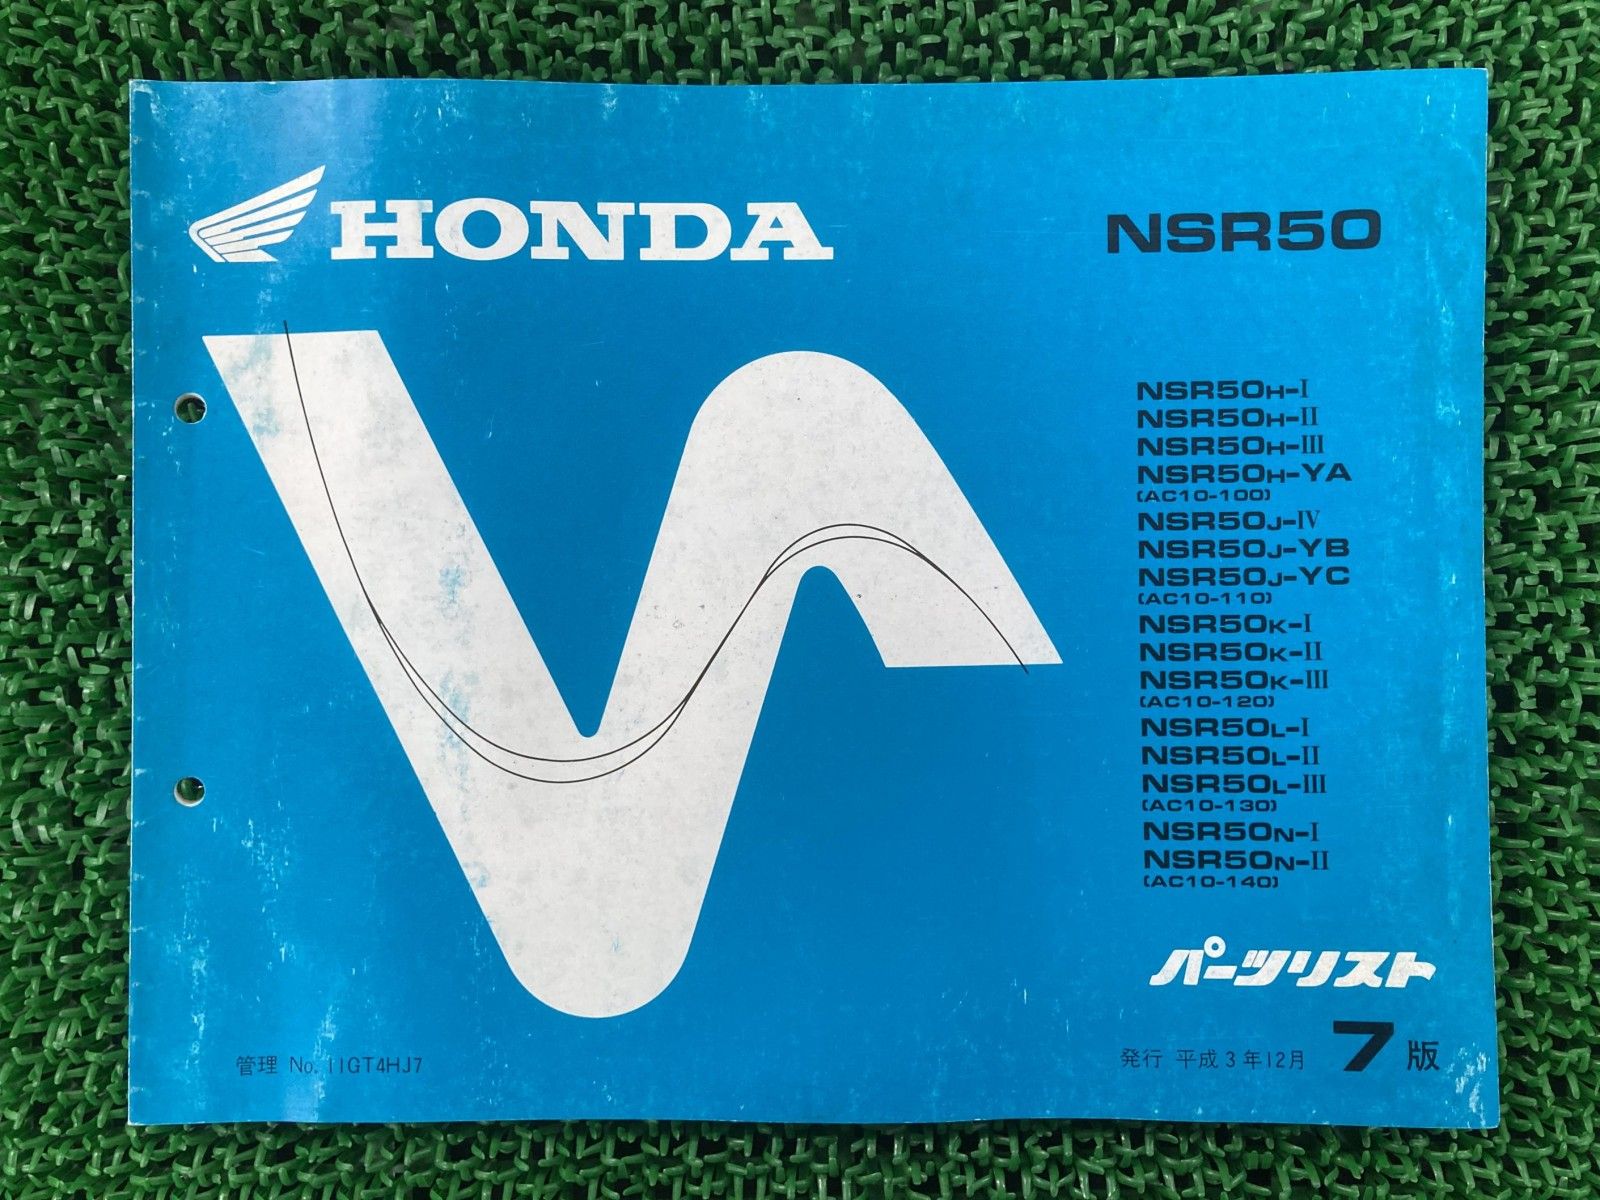 HONDA
NSR50
NSR50H-I
NSR50H-II
NSR50H-III
NSR50H-YA
(AC10-100)
NSR50J-IV
NSR50J-YB
NSR50J-YC
(AC10-110)
NSR50K-I
NSR50K-II
NSR50K-III
(AC10-120)
NSR50L-I
NSR50L-II
NSR50L-III
(AC10-130)
NSR50N-I
NSR50N-II
(AC10-140)
パーツリスト
管理 No. 11GT4HJ7
発行 平成3年12月 7版